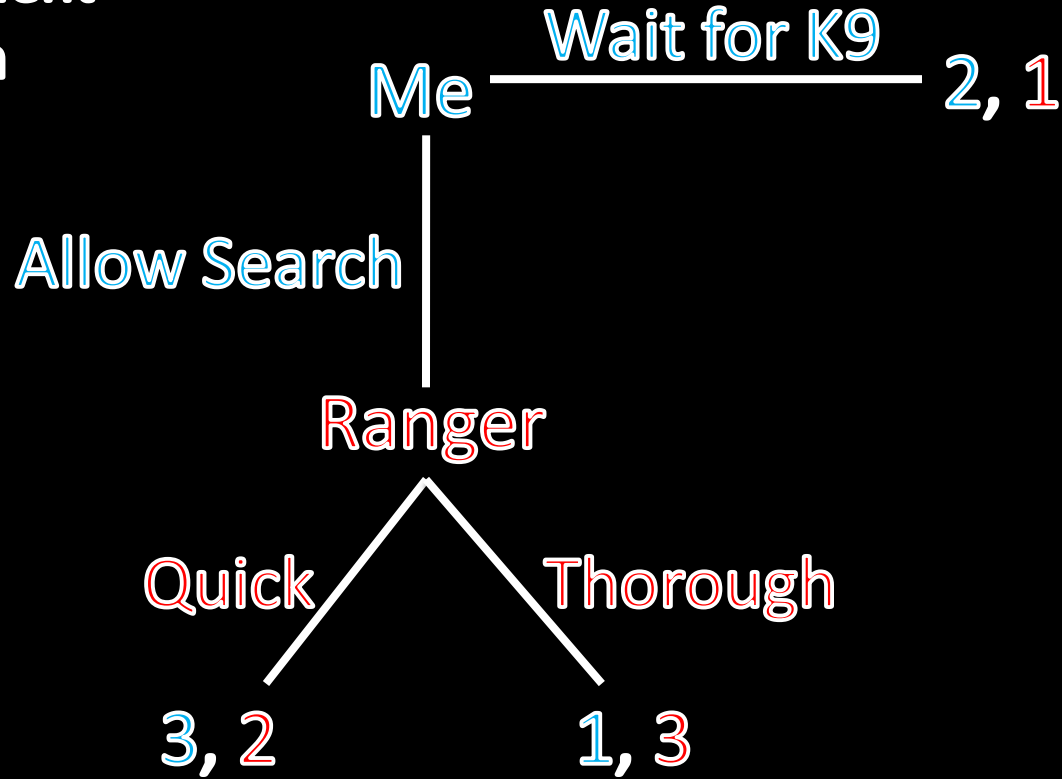 Wait for K9
Me
2, 1
Allow Search
Ranger
Quick
Thorough
3, 2
1, 3